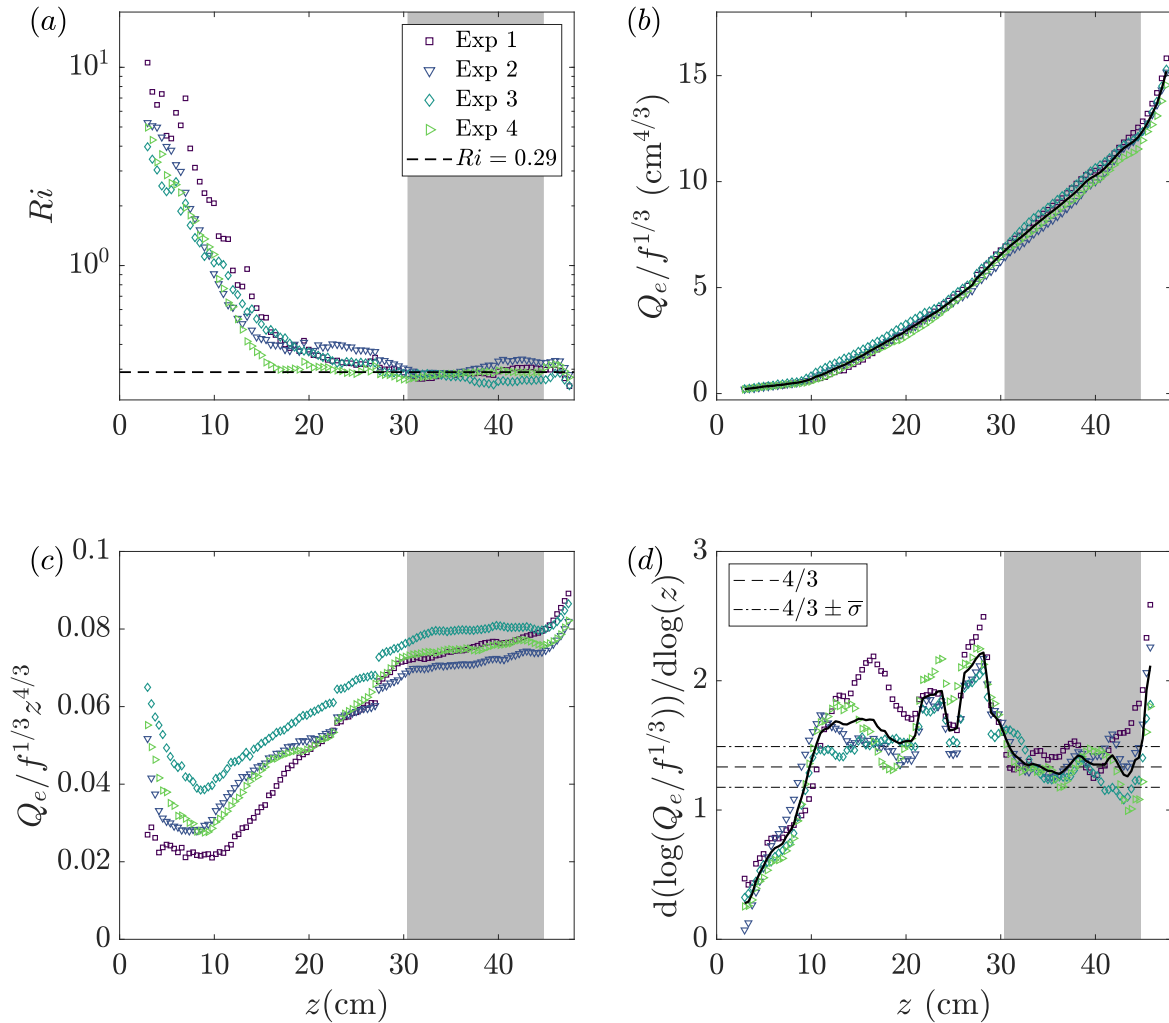 (a)
Ri
10^1
10^0
Exp 1
Exp 2
Exp 3
Exp 4
Ri = 0.29
0 10 20 30 40
(b)
Q_e/f^{1/3} (cm^{4/3})
15
10
5
0
0 10 20 30 40
(c)
Q_e/f^{1/3}z^{4/3}
0.1
0.08
0.06
0.04
0.02
0
0 10 20 30 40
z(cm)
(d)
d(log(Q_e/f^{1/3}))/dlog(z)
3
2
1
0
4/3
4/3 ± σ̅
0 10 20 30 40
z (cm)